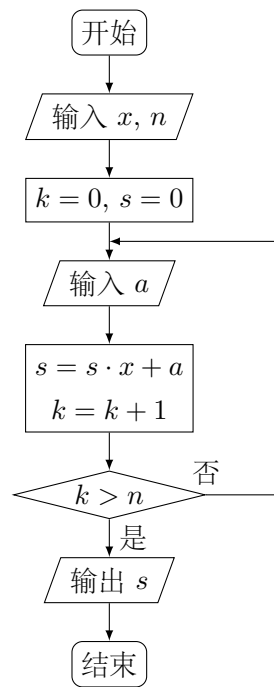 开始
输入 x, n
k = 0, s = 0
输入 a
s = s · x + a
k = k + 1
k > n
否
是
输出 s
结束